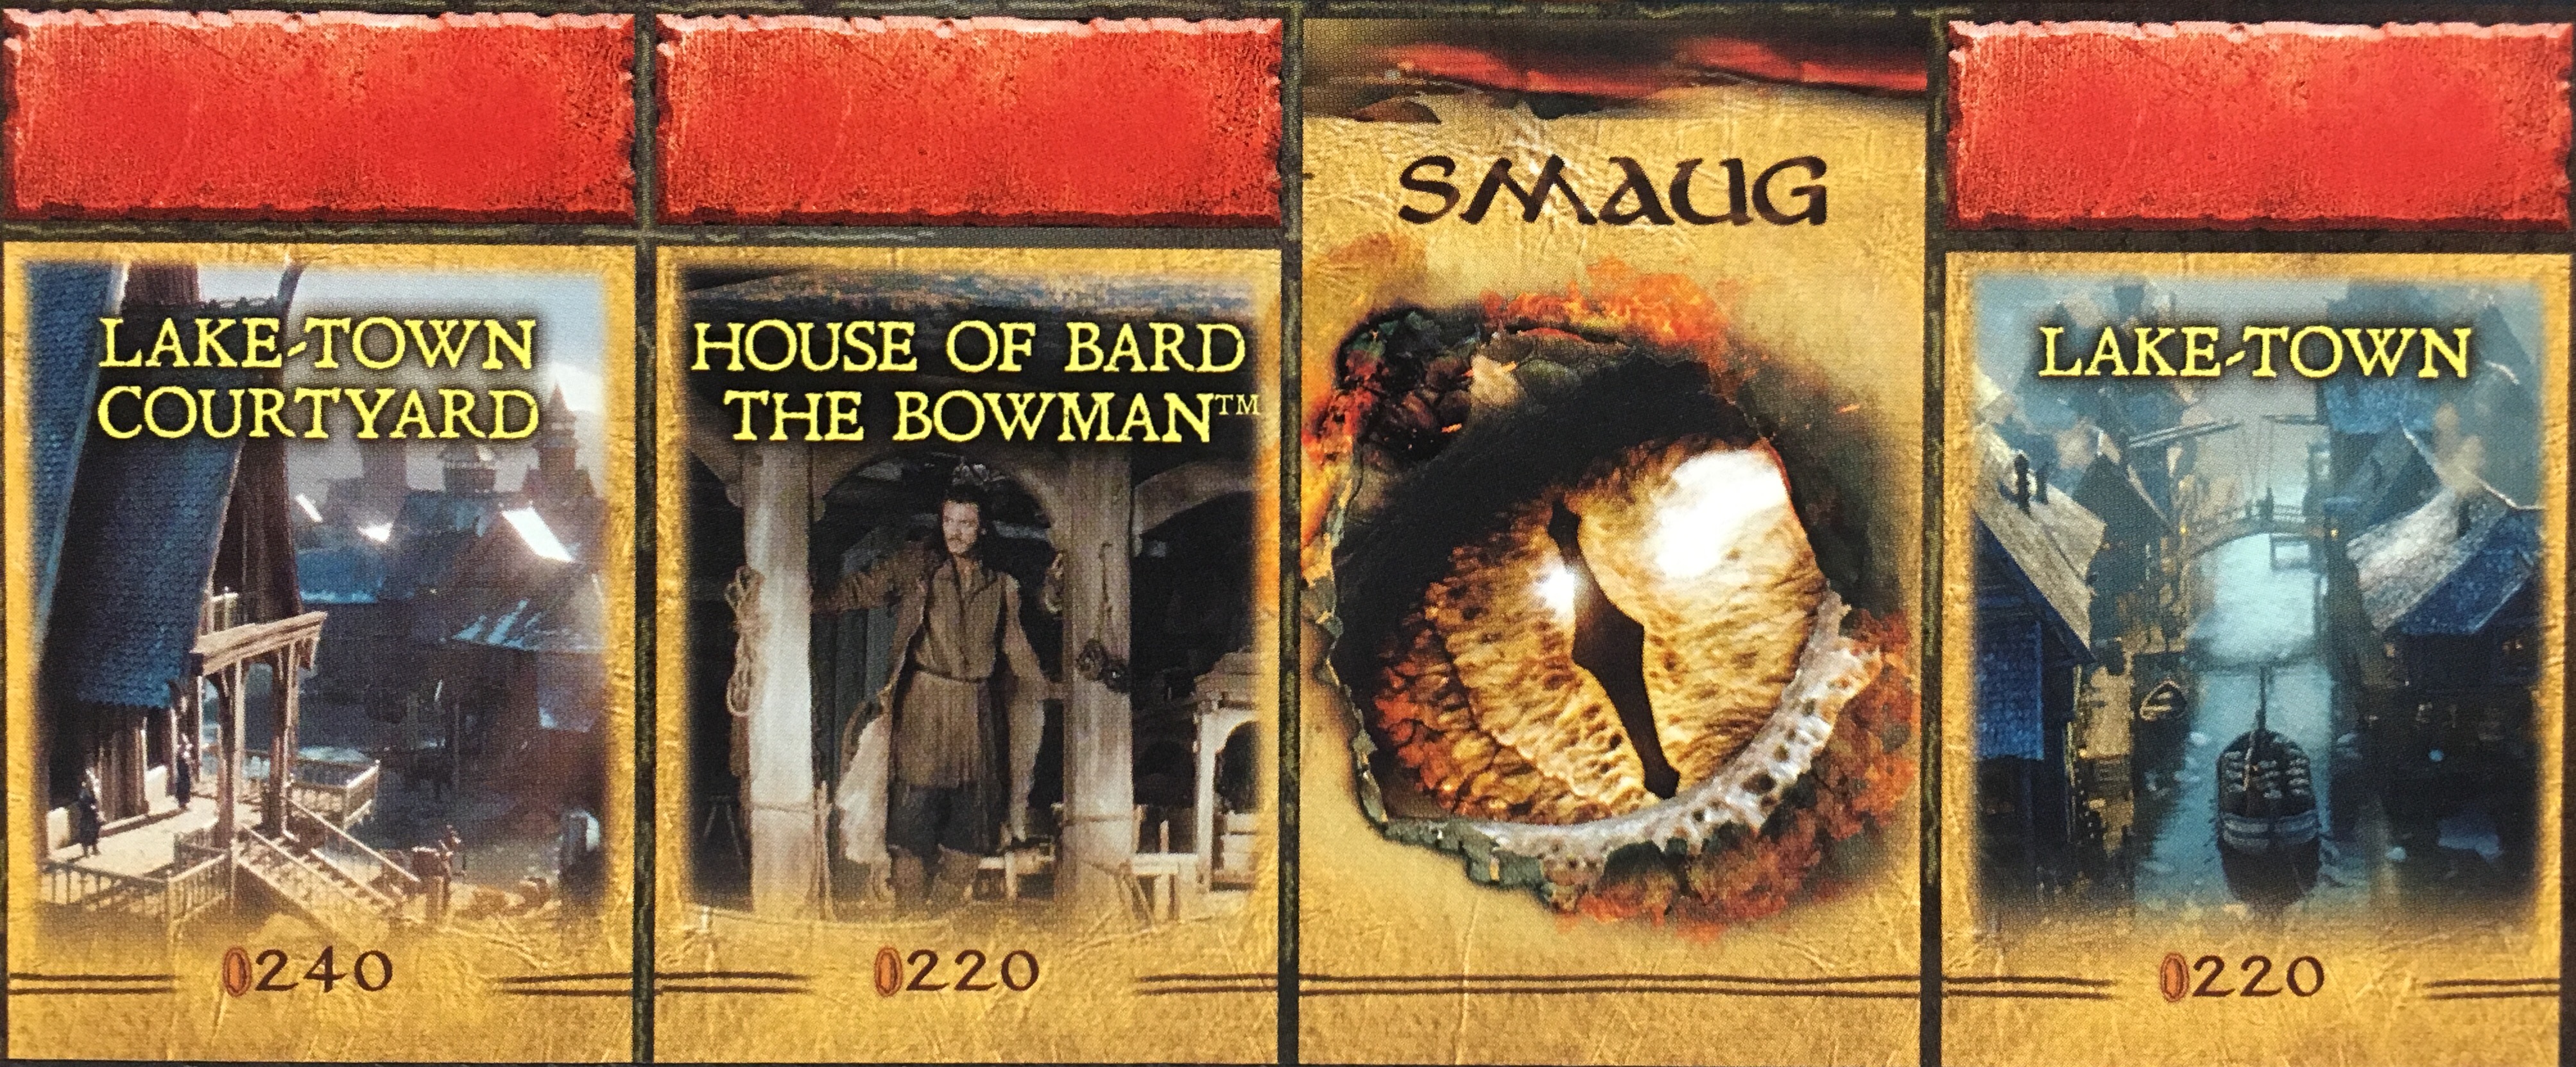 LAKE-TOWN
COURTYARD
240
HOUSE OF BARD
THE BOWMAN™
220
SMAUG
LAKE-TOWN
220